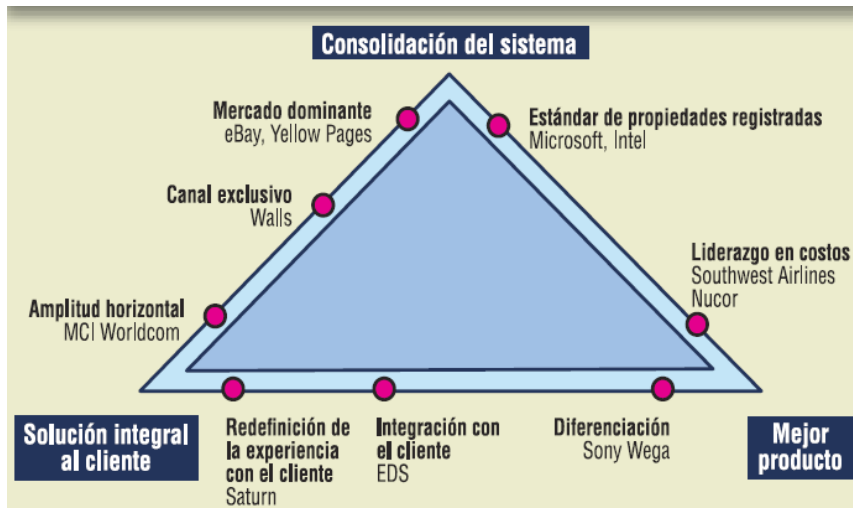 Consolidación del sistema
Mercado dominante
eBay, Yellow Pages
Estándar de propiedades registradas
Microsoft, Intel
Canal exclusivo
Walls
Liderazgo en costos
Southwest Airlines
Nucor
Amplitud horizontal
MCI Worldcom
Solución integral
al cliente
Redefinición de
la experiencia
con el cliente
Saturn
Integración con
el cliente
EDS
Diferenciación
Sony Wega
Mejor
producto